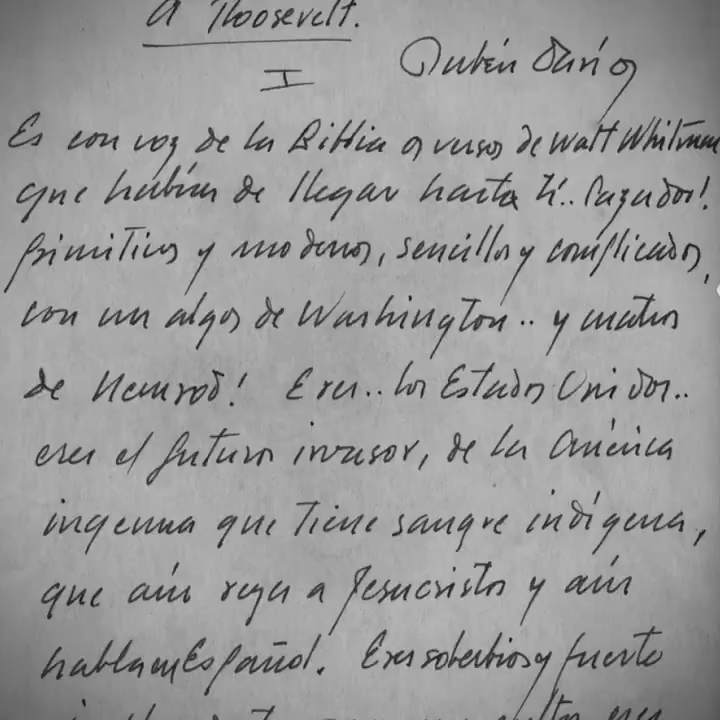 A Roosevelt.
Rubén Darío
I
Es con voz de la Biblia o verso de Walt Whitman
que habías de llegar hasta tí.. Cazador!.
primitivo y moderno, sencillo y complicado,
con un algo de Washington.. y cuatro
de Nemrod! Eres.. los Estados Unidos..
eres el futuro invasor, de la América
ingenua que tiene sangre indígena,
que aún reza a Jesucristo y aún
habla en Español. Eres soberbio y fuerte